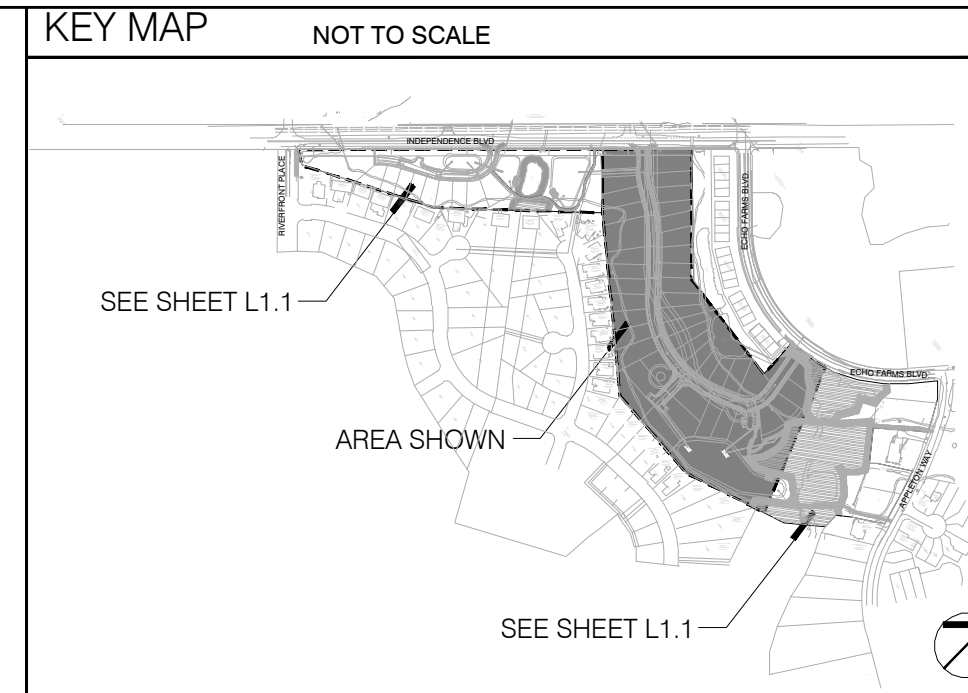 KEY MAP
NOT TO SCALE
INDEPENDENCE BLVD
RIVERFRONT PLACE
ECHO FARMS BLVD.
SEE SHEET L1.1
ECHO FARMS BLVD
AREA SHOWN
APPLETON WAY
SEE SHEET L1.1